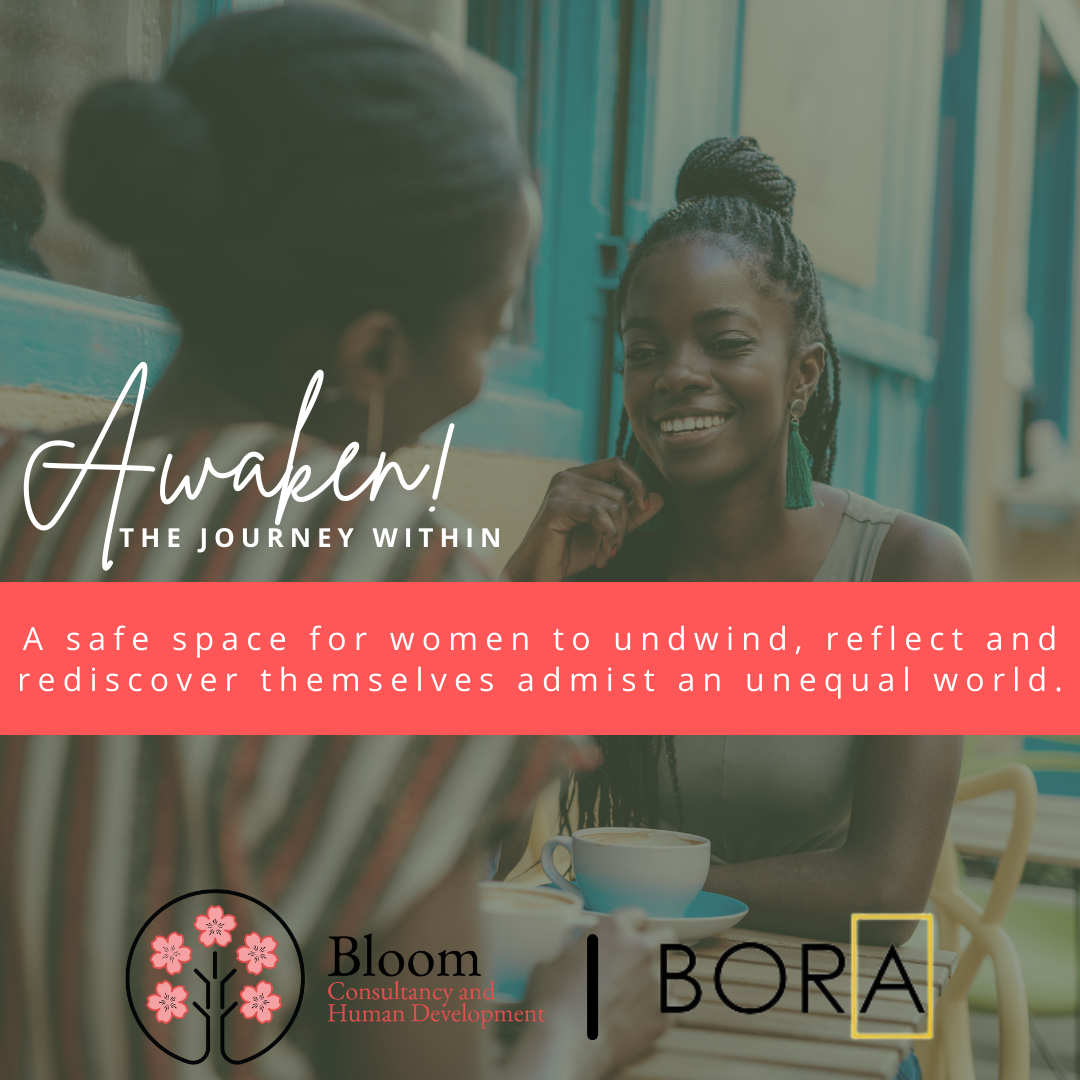 Awaken!
THE JOURNEY WITHIN
A safe space for women to undwind, reflect and
rediscover themselves admist an unequal world.
Bloom
Consultancy and
Human Development
BORA